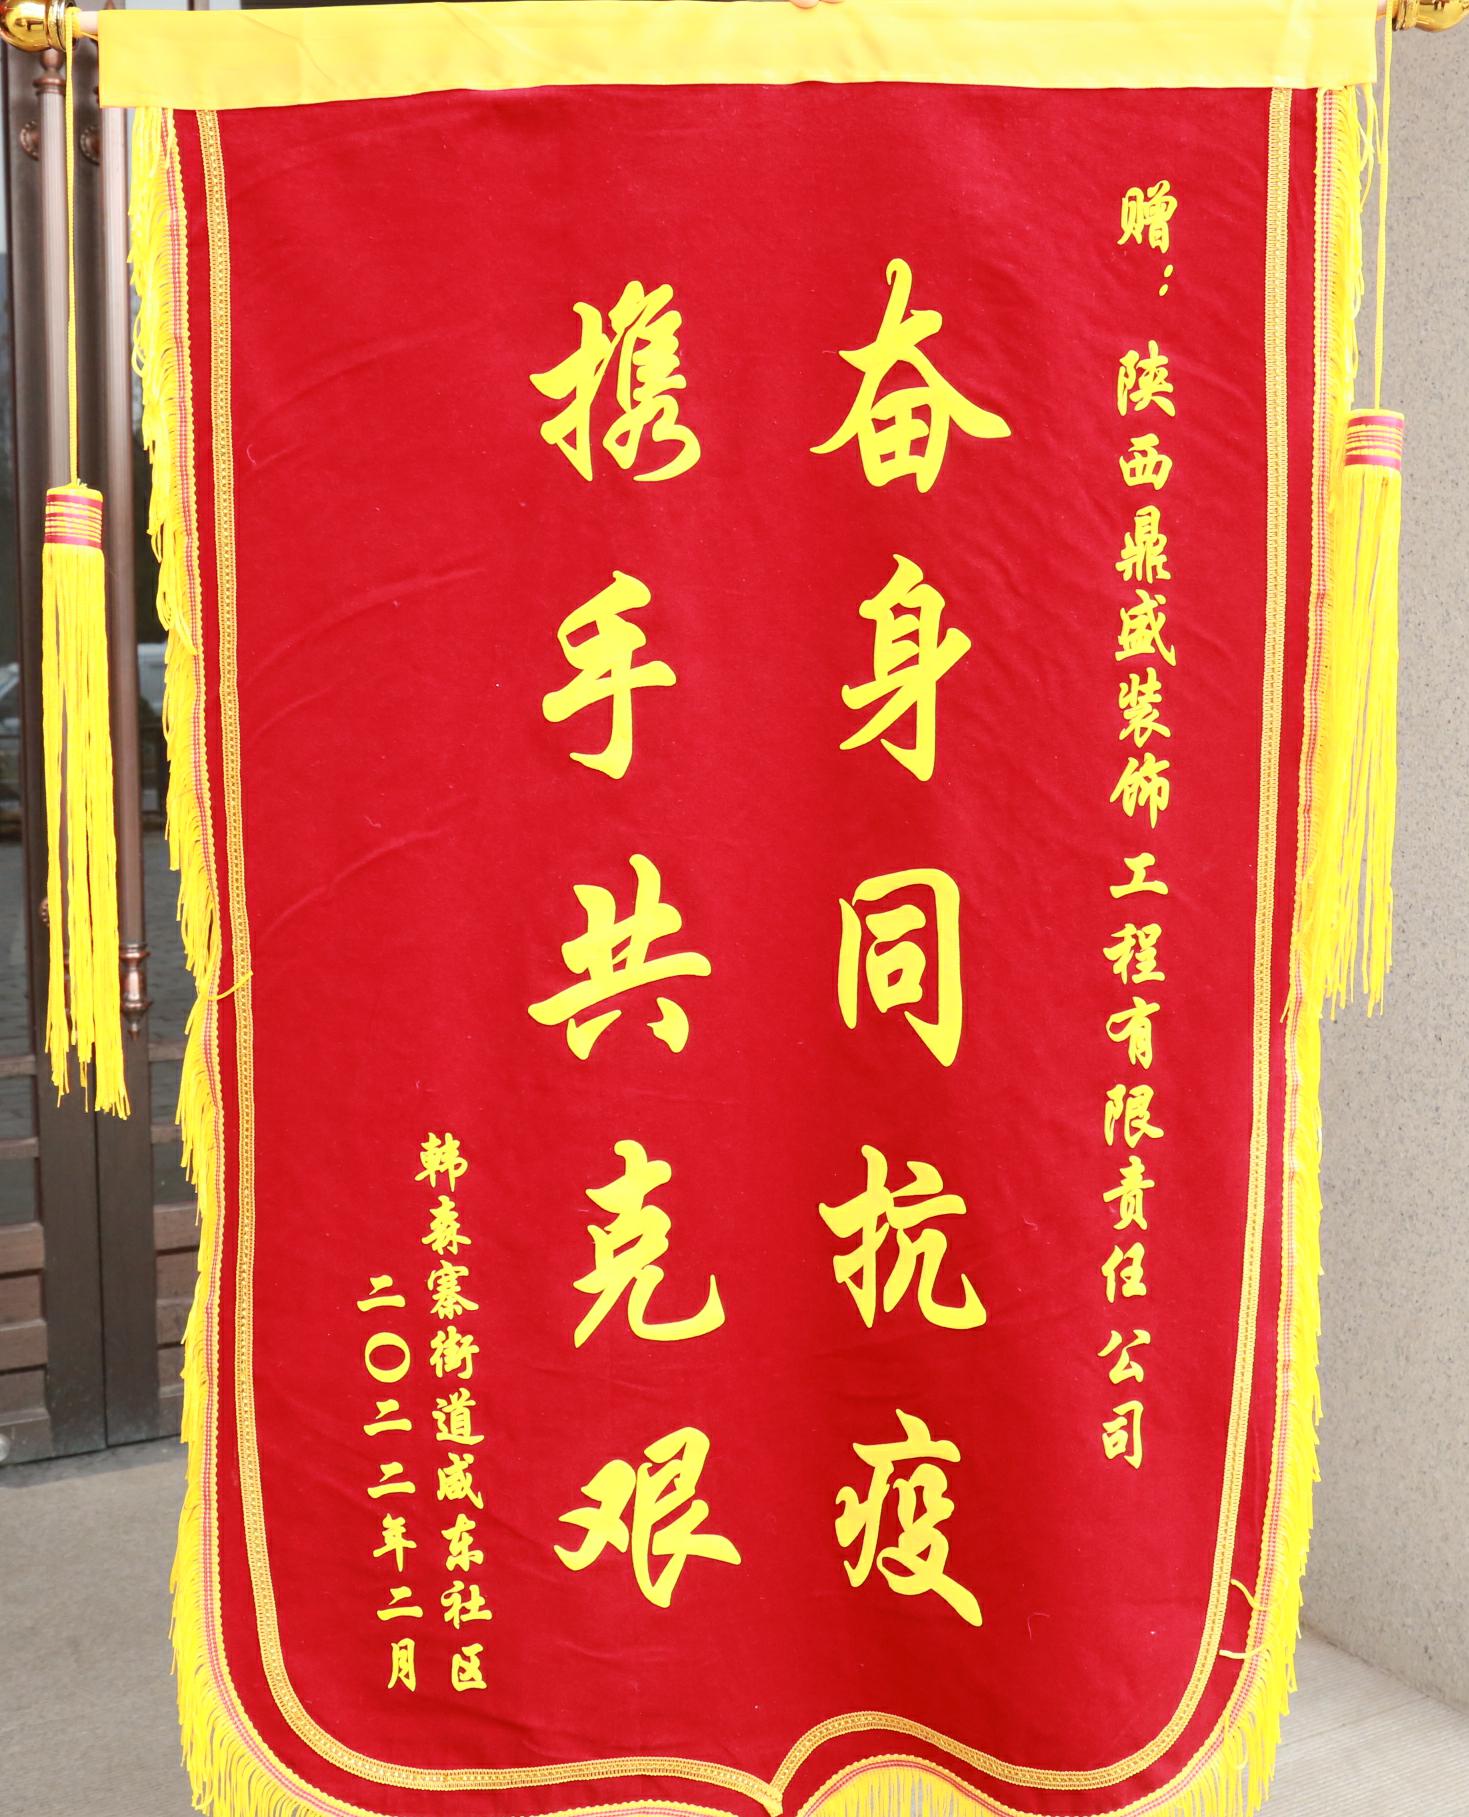 赠：陕西鼎盛装饰工程有限责任公司
奋身同抗疫
携手共克艰
韩森寨街道咸东社区
二〇二二年二月